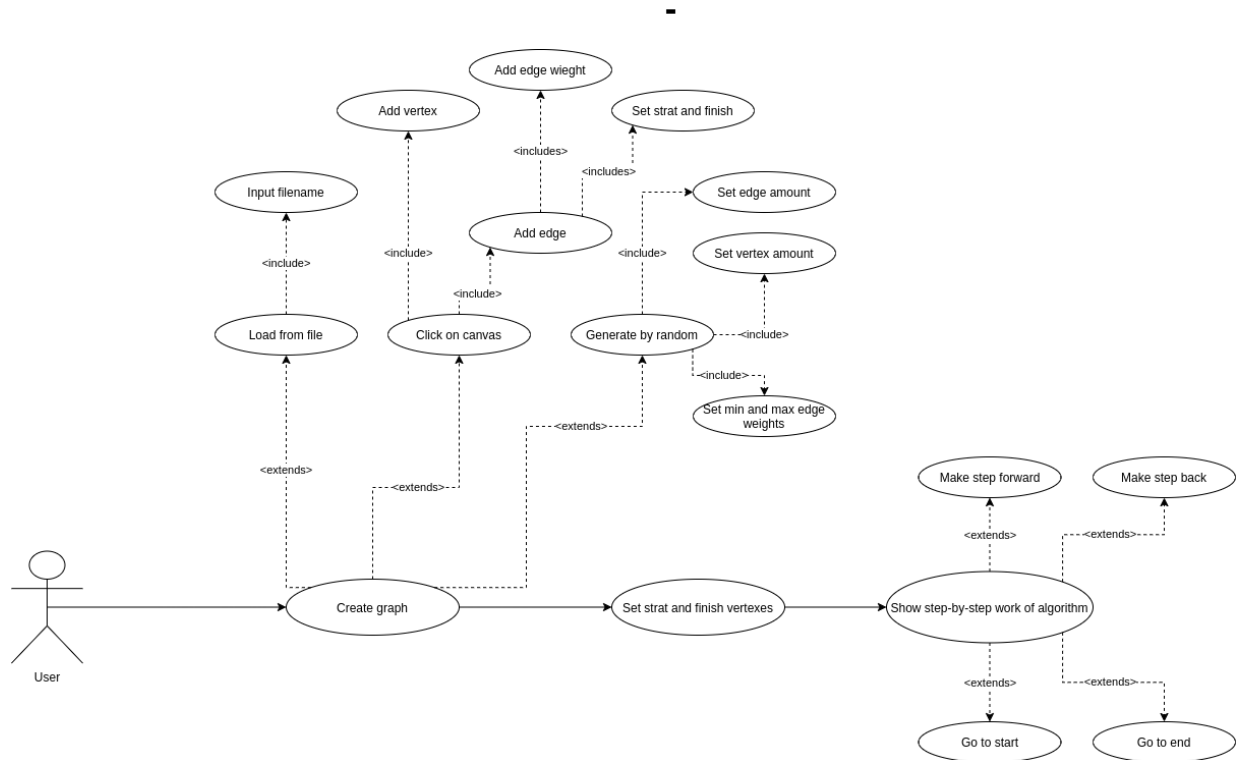 -
Add edge wieght
Add vertex
Set strat and finish
<includes>
<includes>
Input filename
Set edge amount
Add edge
<include>
<include>
Set vertex amount
<include>
<include>
Load from file
Click on canvas
Generate by random
<include>
<include>
Set min and max edge
weights
<extends>
<extends>
<extends>
Make step forward
Make step back
<extends>
<extends>
Create graph
Set strat and finish vertexes
Show step-by-step work of algorithm
User
<extends>
<extends>
Go to start
Go to end